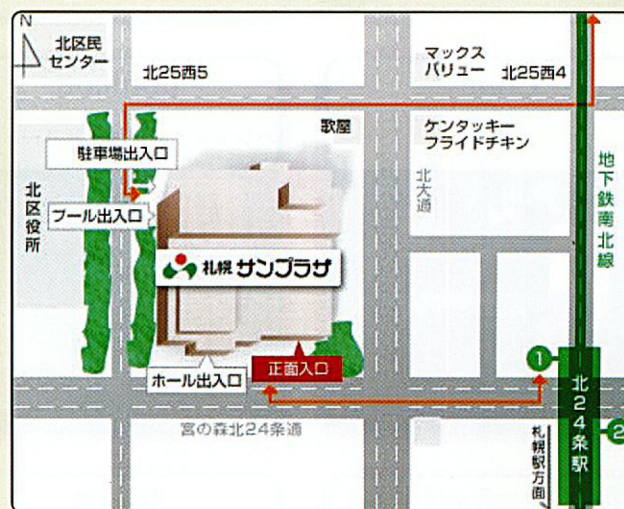 N
北区民
センター
北25西5
マックス
バリュー
北25西4
歌屋
ケンタッキー
フライドチキン
駐車場出入口
北大通
地下鉄南北線
北区役所
プール出入口
札幌 サンプラザ
1
ホール出入口
正面入口
北24条駅
宮の森北24条通
2
札幌駅方面